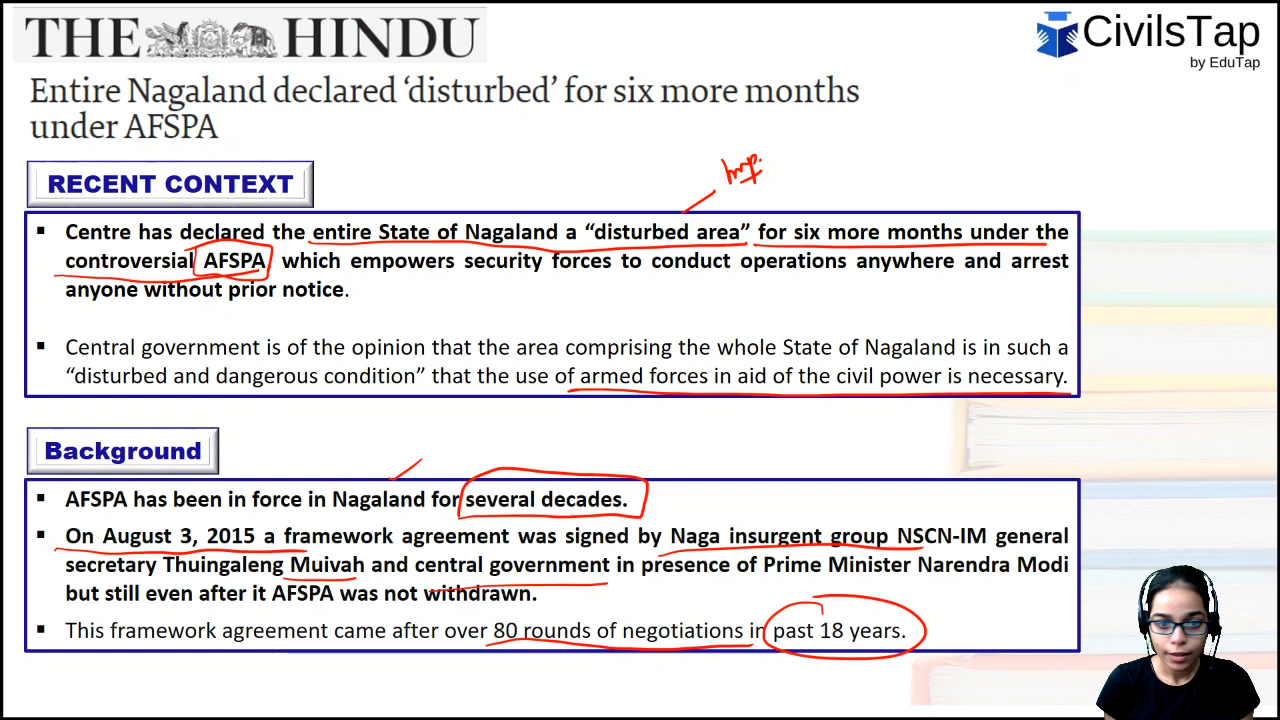 THE HINDU
CivilsTap
by EduTap
Entire Nagaland declared ‘disturbed’ for six more months
under AFSPA
Imp.
RECENT CONTEXT
▪ Centre has declared the entire State of Nagaland a “disturbed area” for six more months under the
controversial AFSPA, which empowers security forces to conduct operations anywhere and arrest
anyone without prior notice.
▪ Central government is of the opinion that the area comprising the whole State of Nagaland is in such a
“disturbed and dangerous condition” that the use of armed forces in aid of the civil power is necessary.
Background
▪ AFSPA has been in force in Nagaland for several decades.
▪ On August 3, 2015 a framework agreement was signed by Naga insurgent group NSCN-IM general
secretary Thuingaleng Muivah and central government in presence of Prime Minister Narendra Modi
but still even after it AFSPA was not withdrawn.
▪ This framework agreement came after over 80 rounds of negotiations in past 18 years.